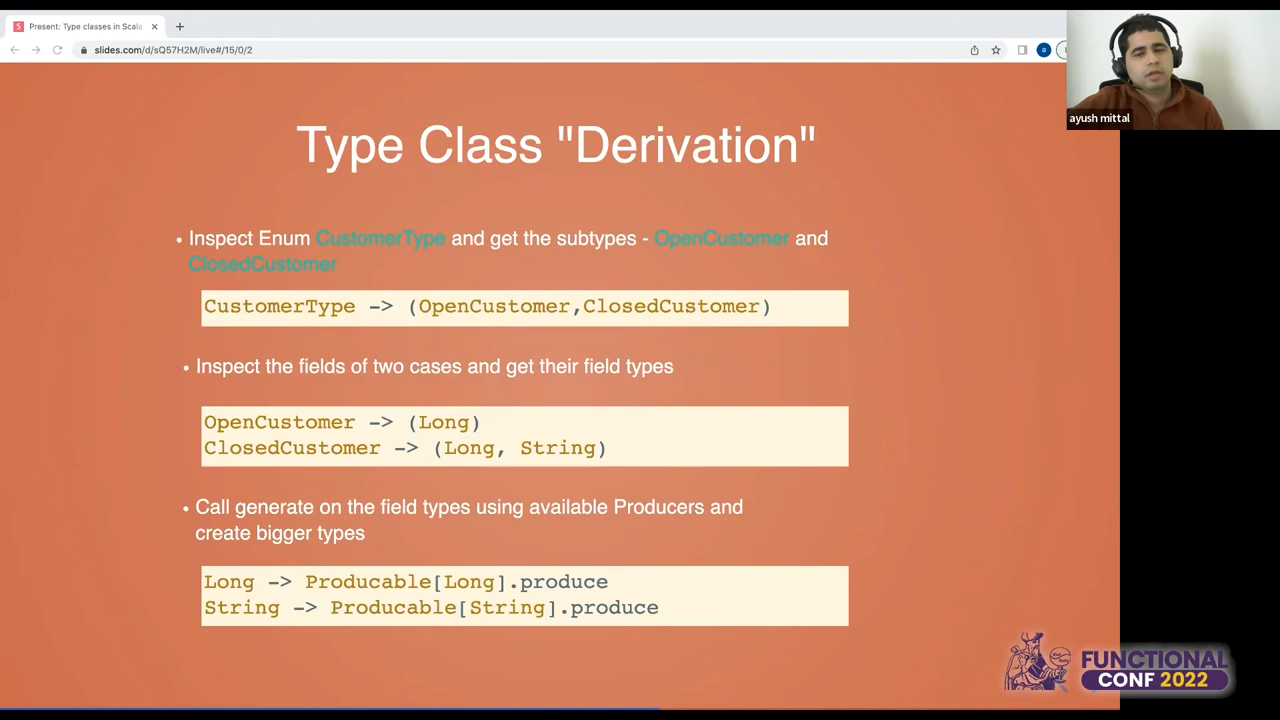 Present: Type classes in Scala
slides.com/d/sQ57H2M/live#/15/0/2
a
ayush mittal
Type Class "Derivation"
• Inspect Enum CustomerType and get the subtypes - OpenCustomer and
ClosedCustomer
CustomerType -> (OpenCustomer,ClosedCustomer)
• Inspect the fields of two cases and get their field types
OpenCustomer -> (Long)
ClosedCustomer -> (Long, String)
• Call generate on the field types using available Producers and
create bigger types
Long -> Producable[Long].produce
String -> Producable[String].produce
FUNCTIONAL
CONF 2022